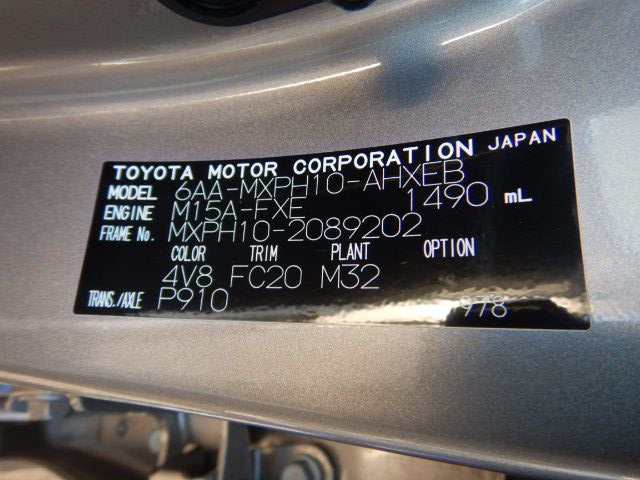 TOYOTA MOTOR CORPORATION JAPAN
MODEL 6AA-MXPH10-AHXEB
ENGINE M15A-FXE 1490 mL
FRAME No. MXPH10-2089202
COLOR TRIM PLANT OPTION
4V8 FC20 M32
TRANS./AXLE P910 978